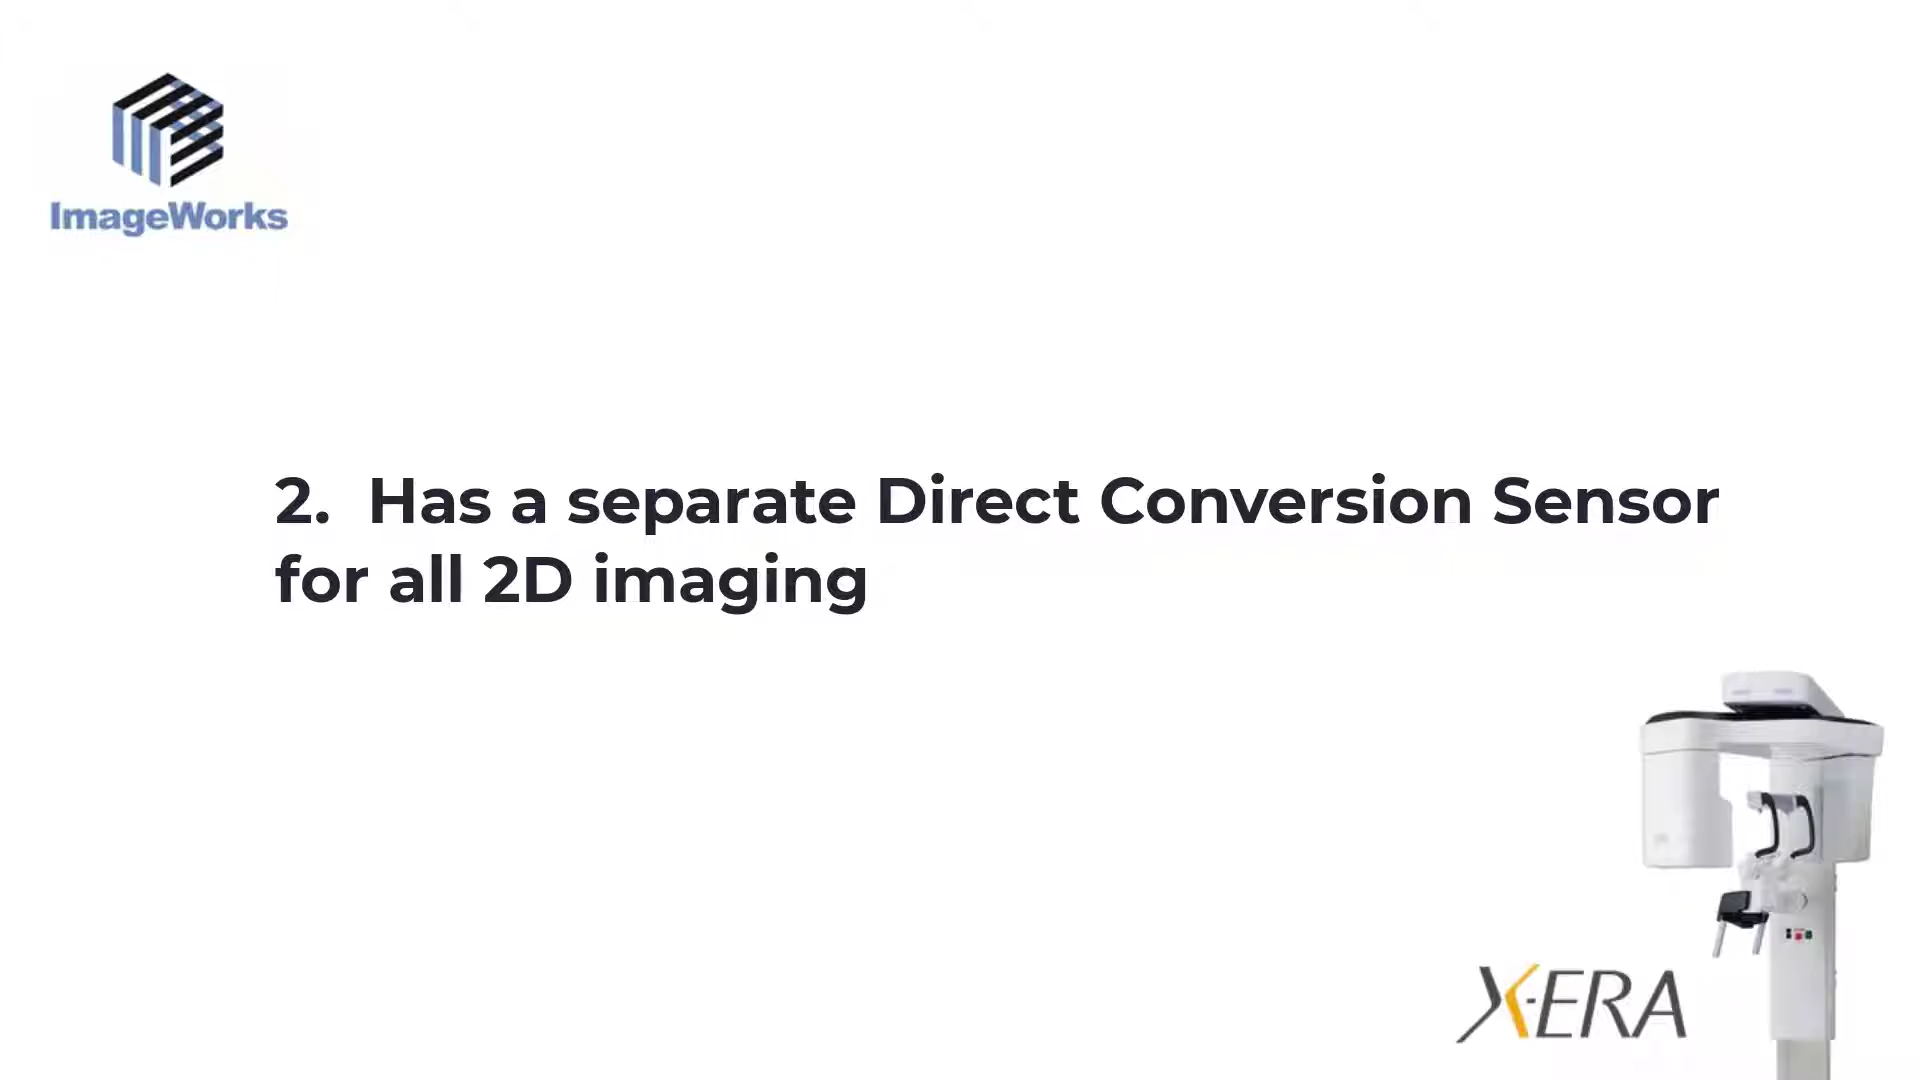 ImageWorks
2. Has a separate Direct Conversion Sensor
for all 2D imaging
X-ERA